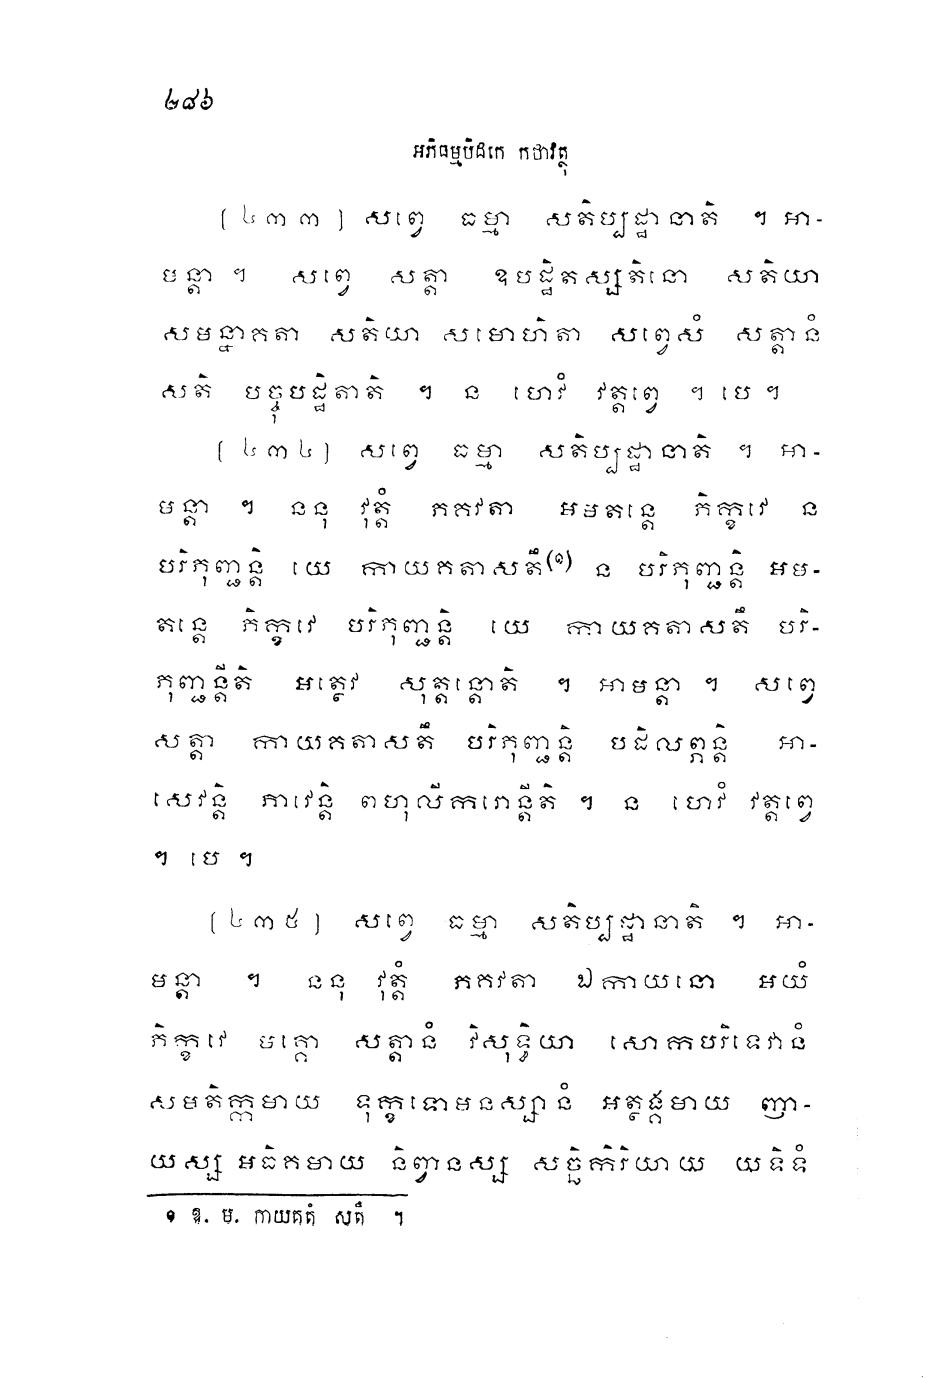 ២៨៦
អភិធម្មបិដកេ កថាវត្ថុ
[៤៣៣] សព្វេ ធម្មា សតិប្បដ្ឋានាតិ ។ អា-
មន្តា ។ សព្វេ សត្តា ឧបដ្ឋិតស្សតិនោ សតិយា
សមន្នាគតា សតិយា សមោហិតា សព្វេសំ សត្តានំ
សតិ បច្ចុបដ្ឋិតាតិ ។ ន ហេវំ វត្តព្វេ ។ បេ ។
[៤៣៤] សព្វេ ធម្មា សតិប្បដ្ឋានាតិ ។ អា-
មន្តា ។ ននុ វុត្តំ ភគវតា អមតន្តេ ភិក្ខវេ ន
បរិភុញ្ជន្តិ យេ កាយគតាសតឹ(១) ន បរិភុញ្ជន្តិ អម-
តន្តេ ភិក្ខវេ បរិភុញ្ជន្តិ យេ កាយគតាសតឹ បរិ-
ភុញ្ជន្តីតិ អត្ថេវ សុត្តន្តោតិ ។ អាមន្តា ។ សព្វេ
សត្តា កាយគតាសតឹ បរិភុញ្ជន្តិ បដិលព្ភន្តិ អា-
សេវន្តិ ភាវេន្តិ ពហុលីករោន្តីតិ ។ ន ហេវំ វត្តព្វេ
។ បេ ។
[៤៣៥] សព្វេ ធម្មា សតិប្បដ្ឋានាតិ ។ អា-
មន្តា ។ ននុ វុត្តំ ភគវតា ឯកាយនោ អយំ
ភិក្ខវេ មគ្គោ សត្តានំ វិសុទ្ធិយា សោកបរិទេវានំ
សមតិក្កមាយ ទុក្ខទោមនស្សានំ អត្ថង្គមាយ ញា-
យស្ស អធិគមាយ និព្វានស្ស សច្ឆិកិរិយាយ យទិទំ
១ ឱ. ម. កាយគតំ សតឹ ។